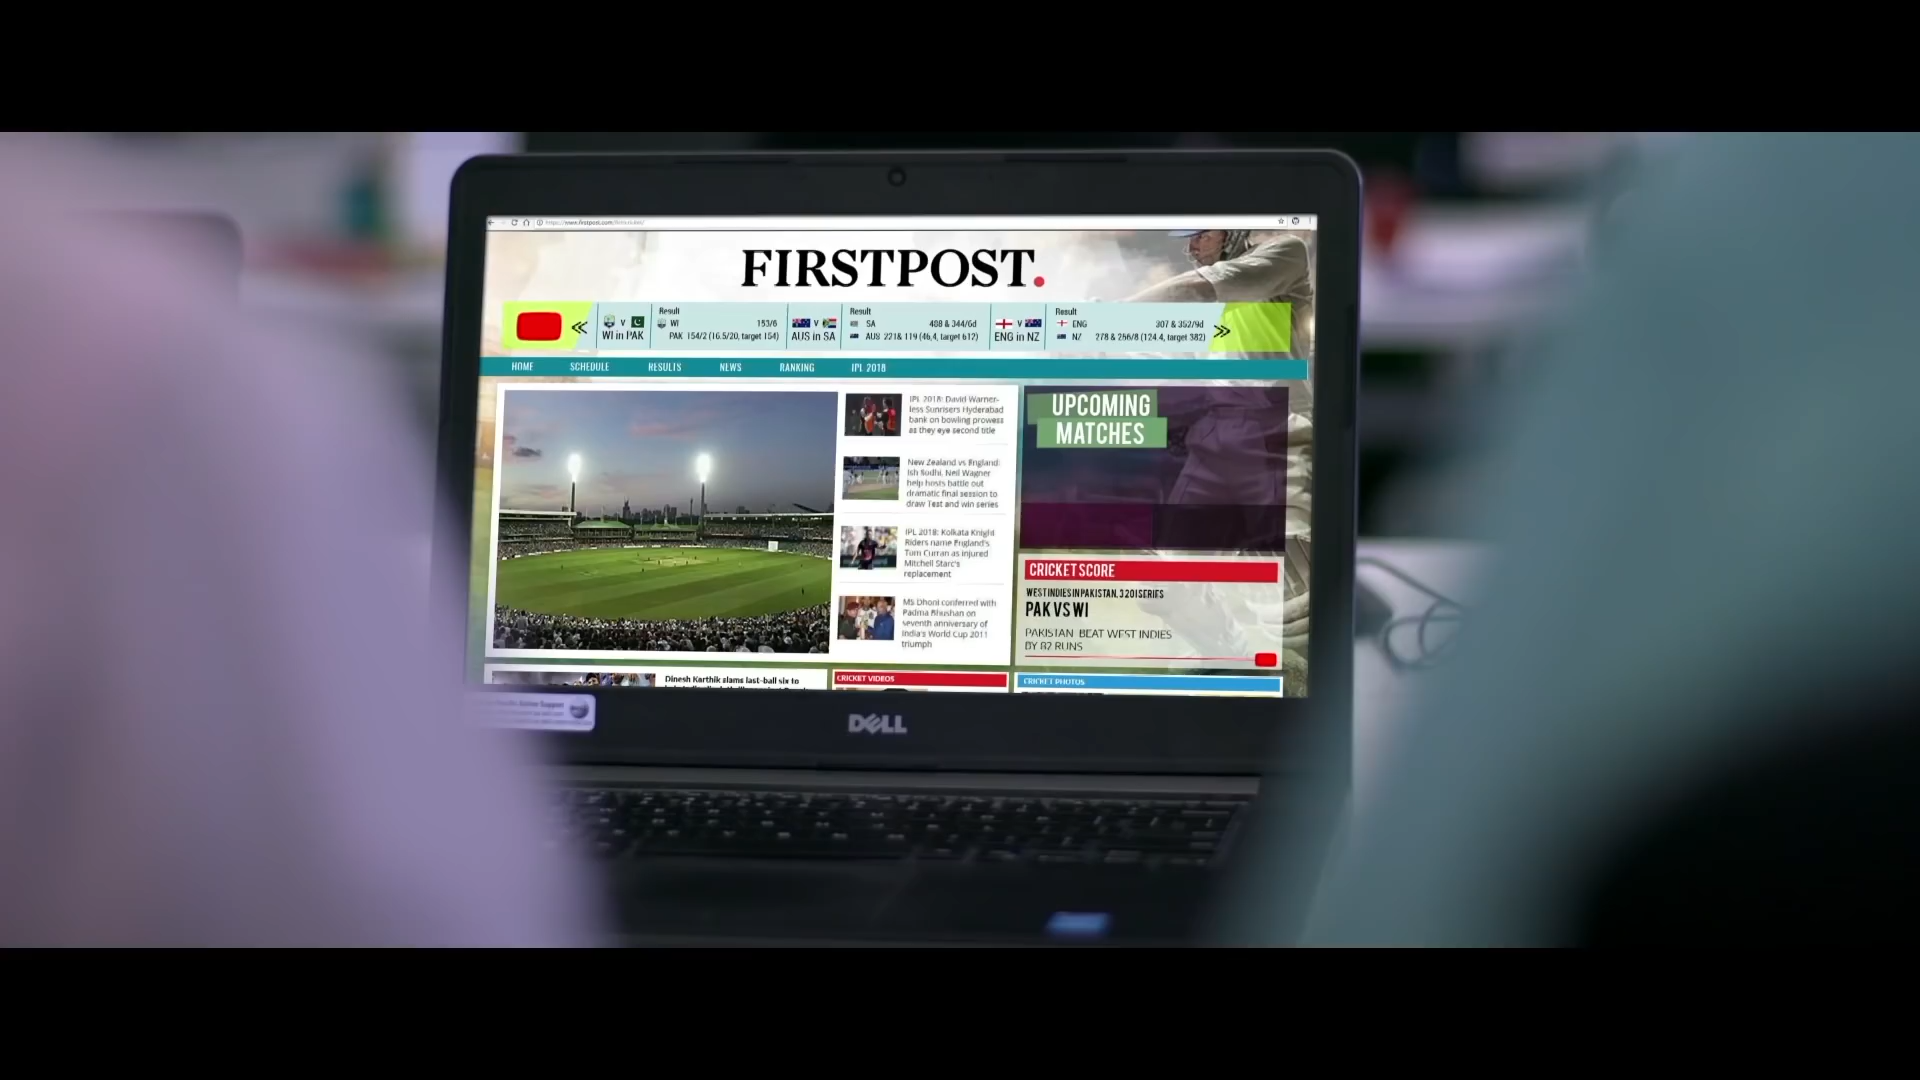 https://www.firstpost.com/
FIRSTPOST.
V
WI in PAK
Result
WI 153/6
PAK 154/2 (16.5/20, target 154)
V
AUS in SA
Result
SA 488 & 344/6d
AUS 221& 119 (46,4, target 612)
V
ENG in NZ
Result
ENG 307 & 352/9d
NZ 278 & 256/8 (124.4, target 382)
HOME SCHEDULE RESULTS NEWS RANKING IPL 2018
IPL 2018: David Warner-
less Sunrisers Hyderabad
bank on bowling prowess
as they eye second title
New Zealand vs England:
Ish Sodhi, Neil Wagner
help hosts battle out
dramatic final session to
draw Test and win series
IPL 2018: Kolkata Knight
Riders name England's
Tom Curran as injured
Mitchell Starc's
replacement
MS Dhoni conferred with
Padma Bhushan on
seventh anniversary of
India's World Cup 2011
triumph
UPCOMING
MATCHES
CRICKET SCORE
WEST INDIES IN PAKISTAN, 3 20I SERIES
PAK VS WI
PAKISTAN BEAT WEST INDIES
BY 82 RUNS
Dinesh Karthik slams last-ball six to
CRICKET VIDEOS
CRICKET PHOTOS
DELL